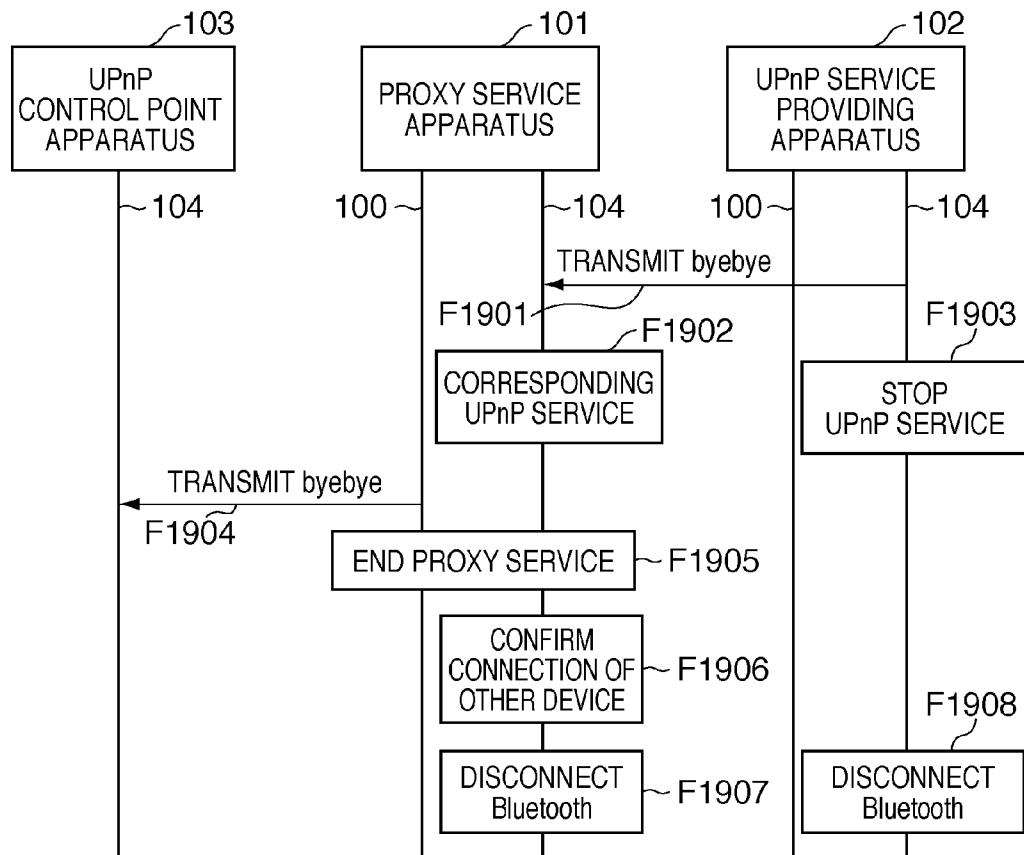 103
101
102
UPnP
CONTROL POINT
APPARATUS
PROXY SERVICE
APPARATUS
UPnP SERVICE
PROVIDING
APPARATUS
104
100
104
100
104
TRANSMIT byebye
F1901
F1902
F1903
CORRESPONDING
UPnP SERVICE
STOP
UPnP SERVICE
TRANSMIT byebye
F1904
END PROXY SERVICE
F1905
CONFIRM
CONNECTION OF
OTHER DEVICE
F1906
F1908
DISCONNECT
Bluetooth
F1907
DISCONNECT
Bluetooth